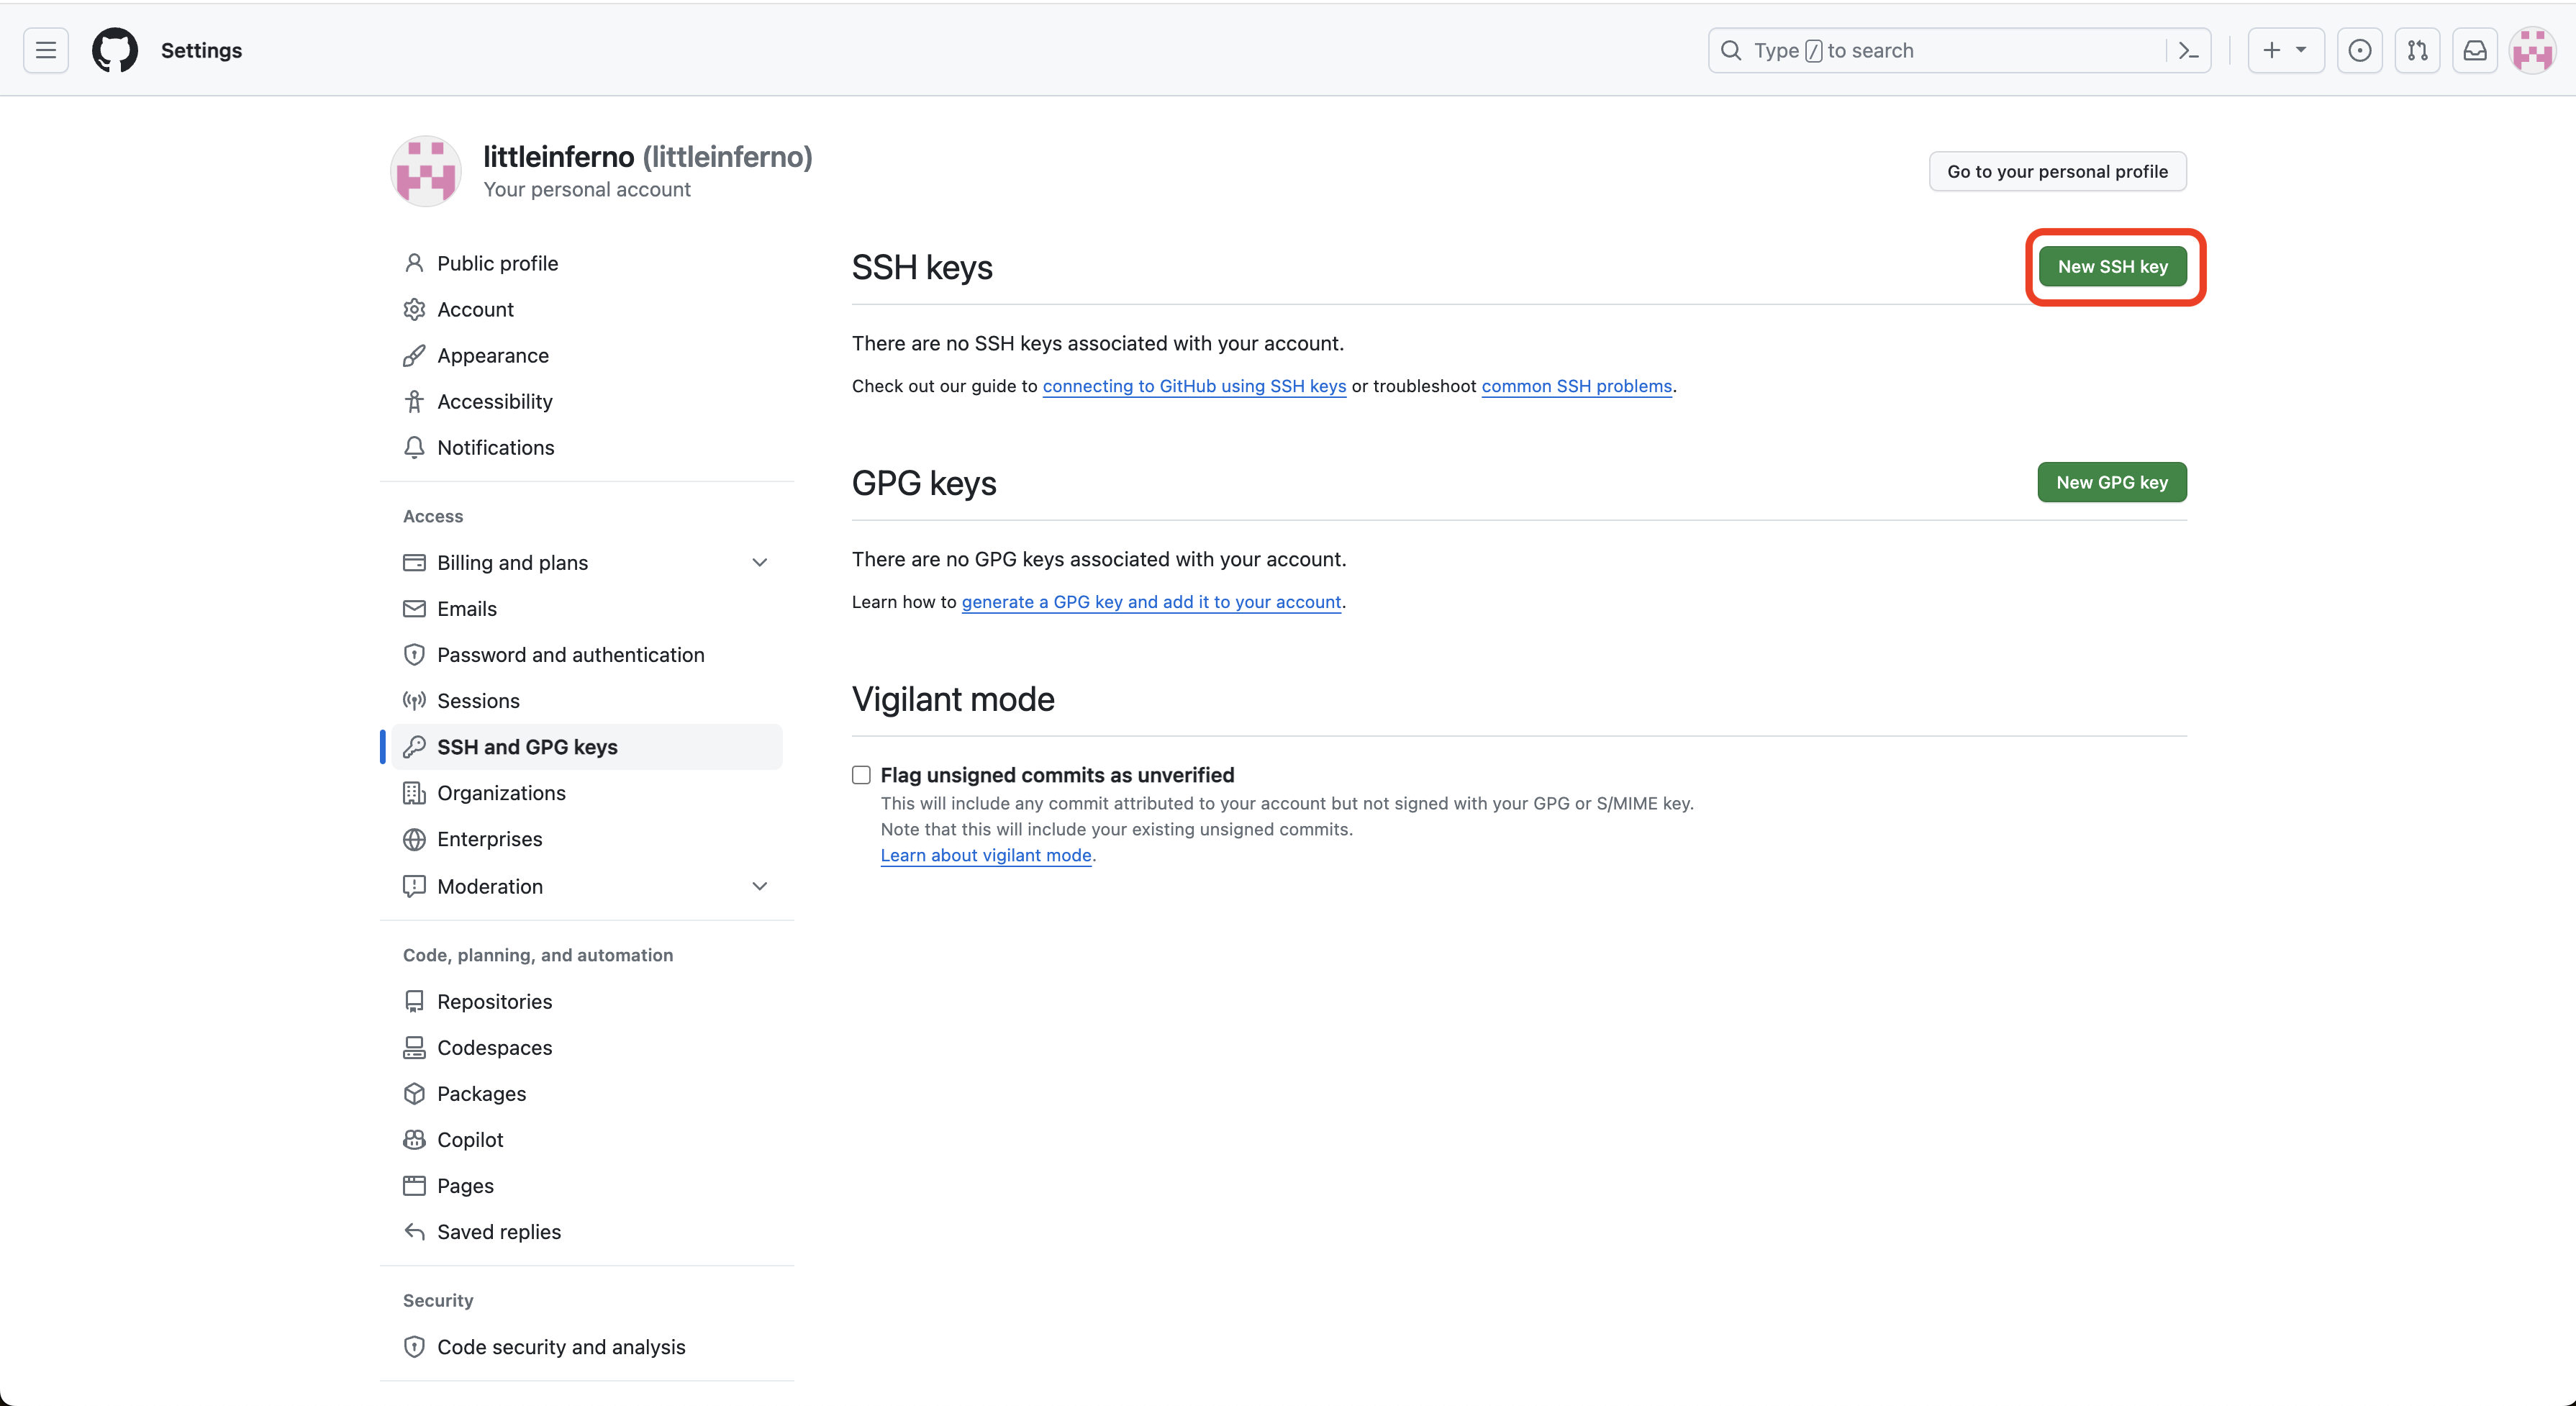 Settings
Type / to search
littleinferno (littleinferno)
Your personal account
Go to your personal profile
Public profile
Account
Appearance
Accessibility
Notifications
Access
Billing and plans
Emails
Password and authentication
Sessions
SSH and GPG keys
Organizations
Enterprises
Moderation
Code, planning, and automation
Repositories
Codespaces
Packages
Copilot
Pages
Saved replies
Security
Code security and analysis
SSH keys
New SSH key
There are no SSH keys associated with your account.
Check out our guide to connecting to GitHub using SSH keys or troubleshoot common SSH problems.
GPG keys
New GPG key
There are no GPG keys associated with your account.
Learn how to generate a GPG key and add it to your account.
Vigilant mode
Flag unsigned commits as unverified
This will include any commit attributed to your account but not signed with your GPG or S/MIME key.
Note that this will include your existing unsigned commits.
Learn about vigilant mode.